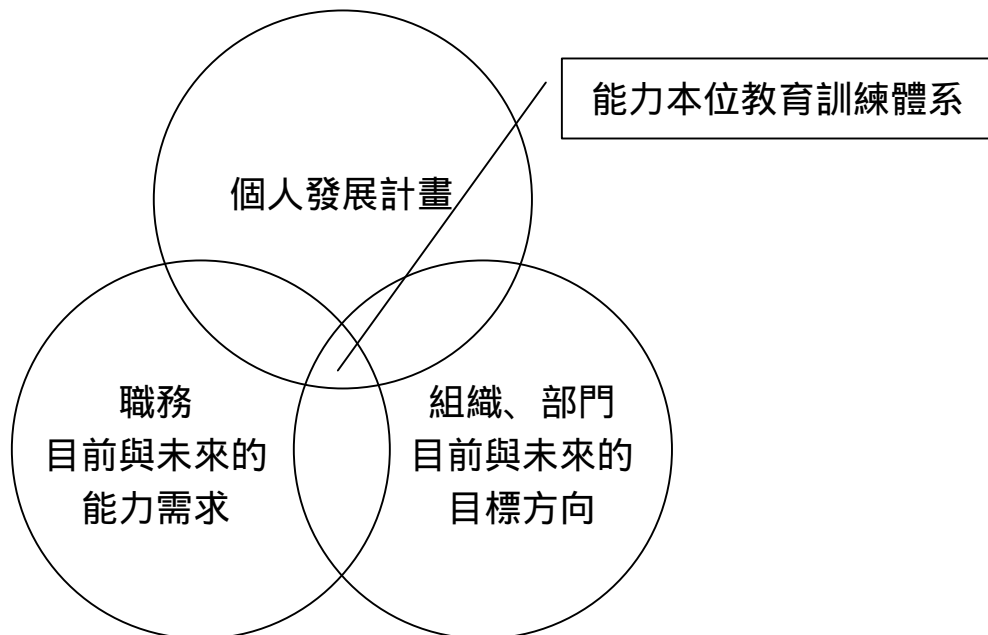 能力本位教育訓練體系
個人發展計畫
職務
目前與未來的
能力需求
組織、部門
目前與未來的
目標方向